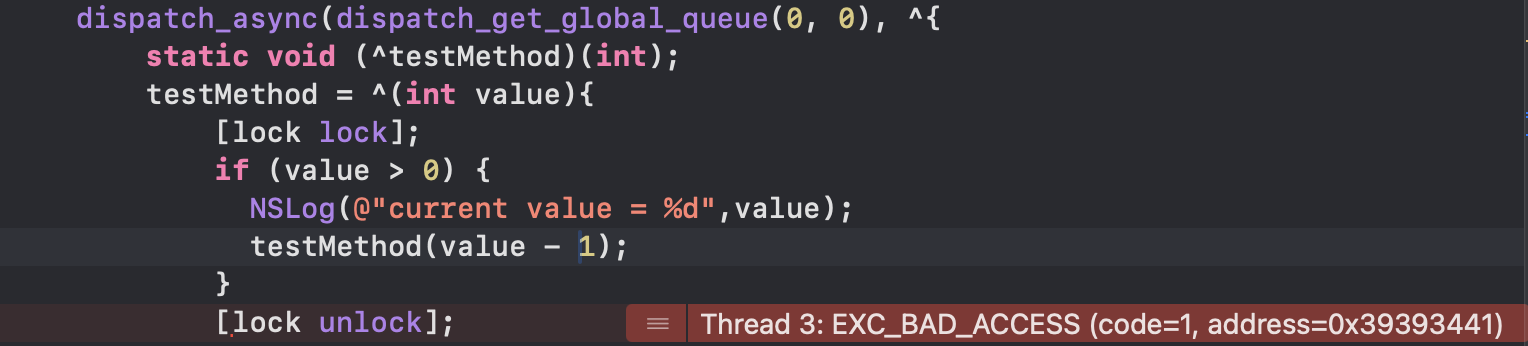 dispatch_async(dispatch_get_global_queue(0, 0), ^{
static void (^testMethod)(int);
testMethod = ^(int value){
[lock lock];
if (value > 0) {
NSLog(@"current value = %d",value);
testMethod(value - 1);
}
[lock unlock]; Thread 3: EXC_BAD_ACCESS (code=1, address=0x39393441)